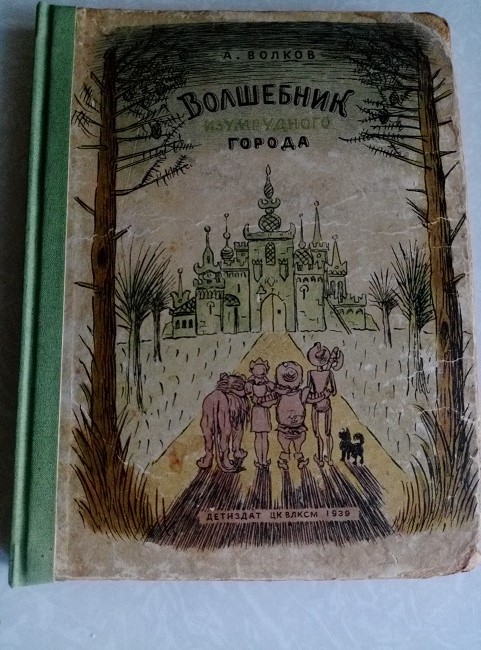 А. ВОЛКОВ
ВОЛШЕБНИК
ИЗУМРУДНОГО
ГОРОДА
ДЕТИЗДАТ ЦК ВЛКСМ 1939